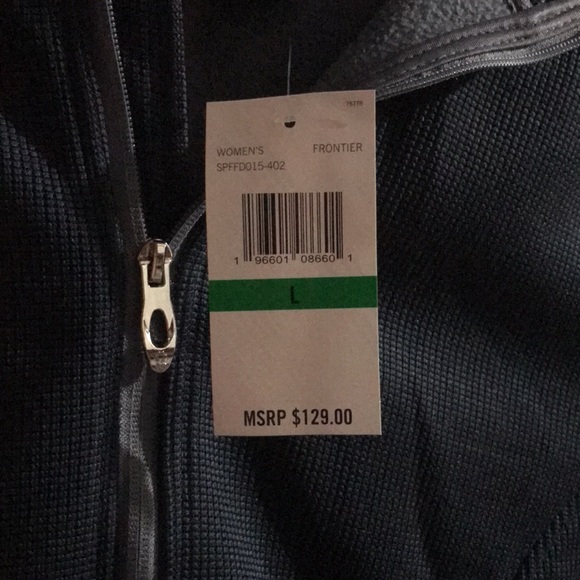 WOMEN'S FRONTIER
SPFFD015-402
1 96601 08660 1
L
MSRP $129.00